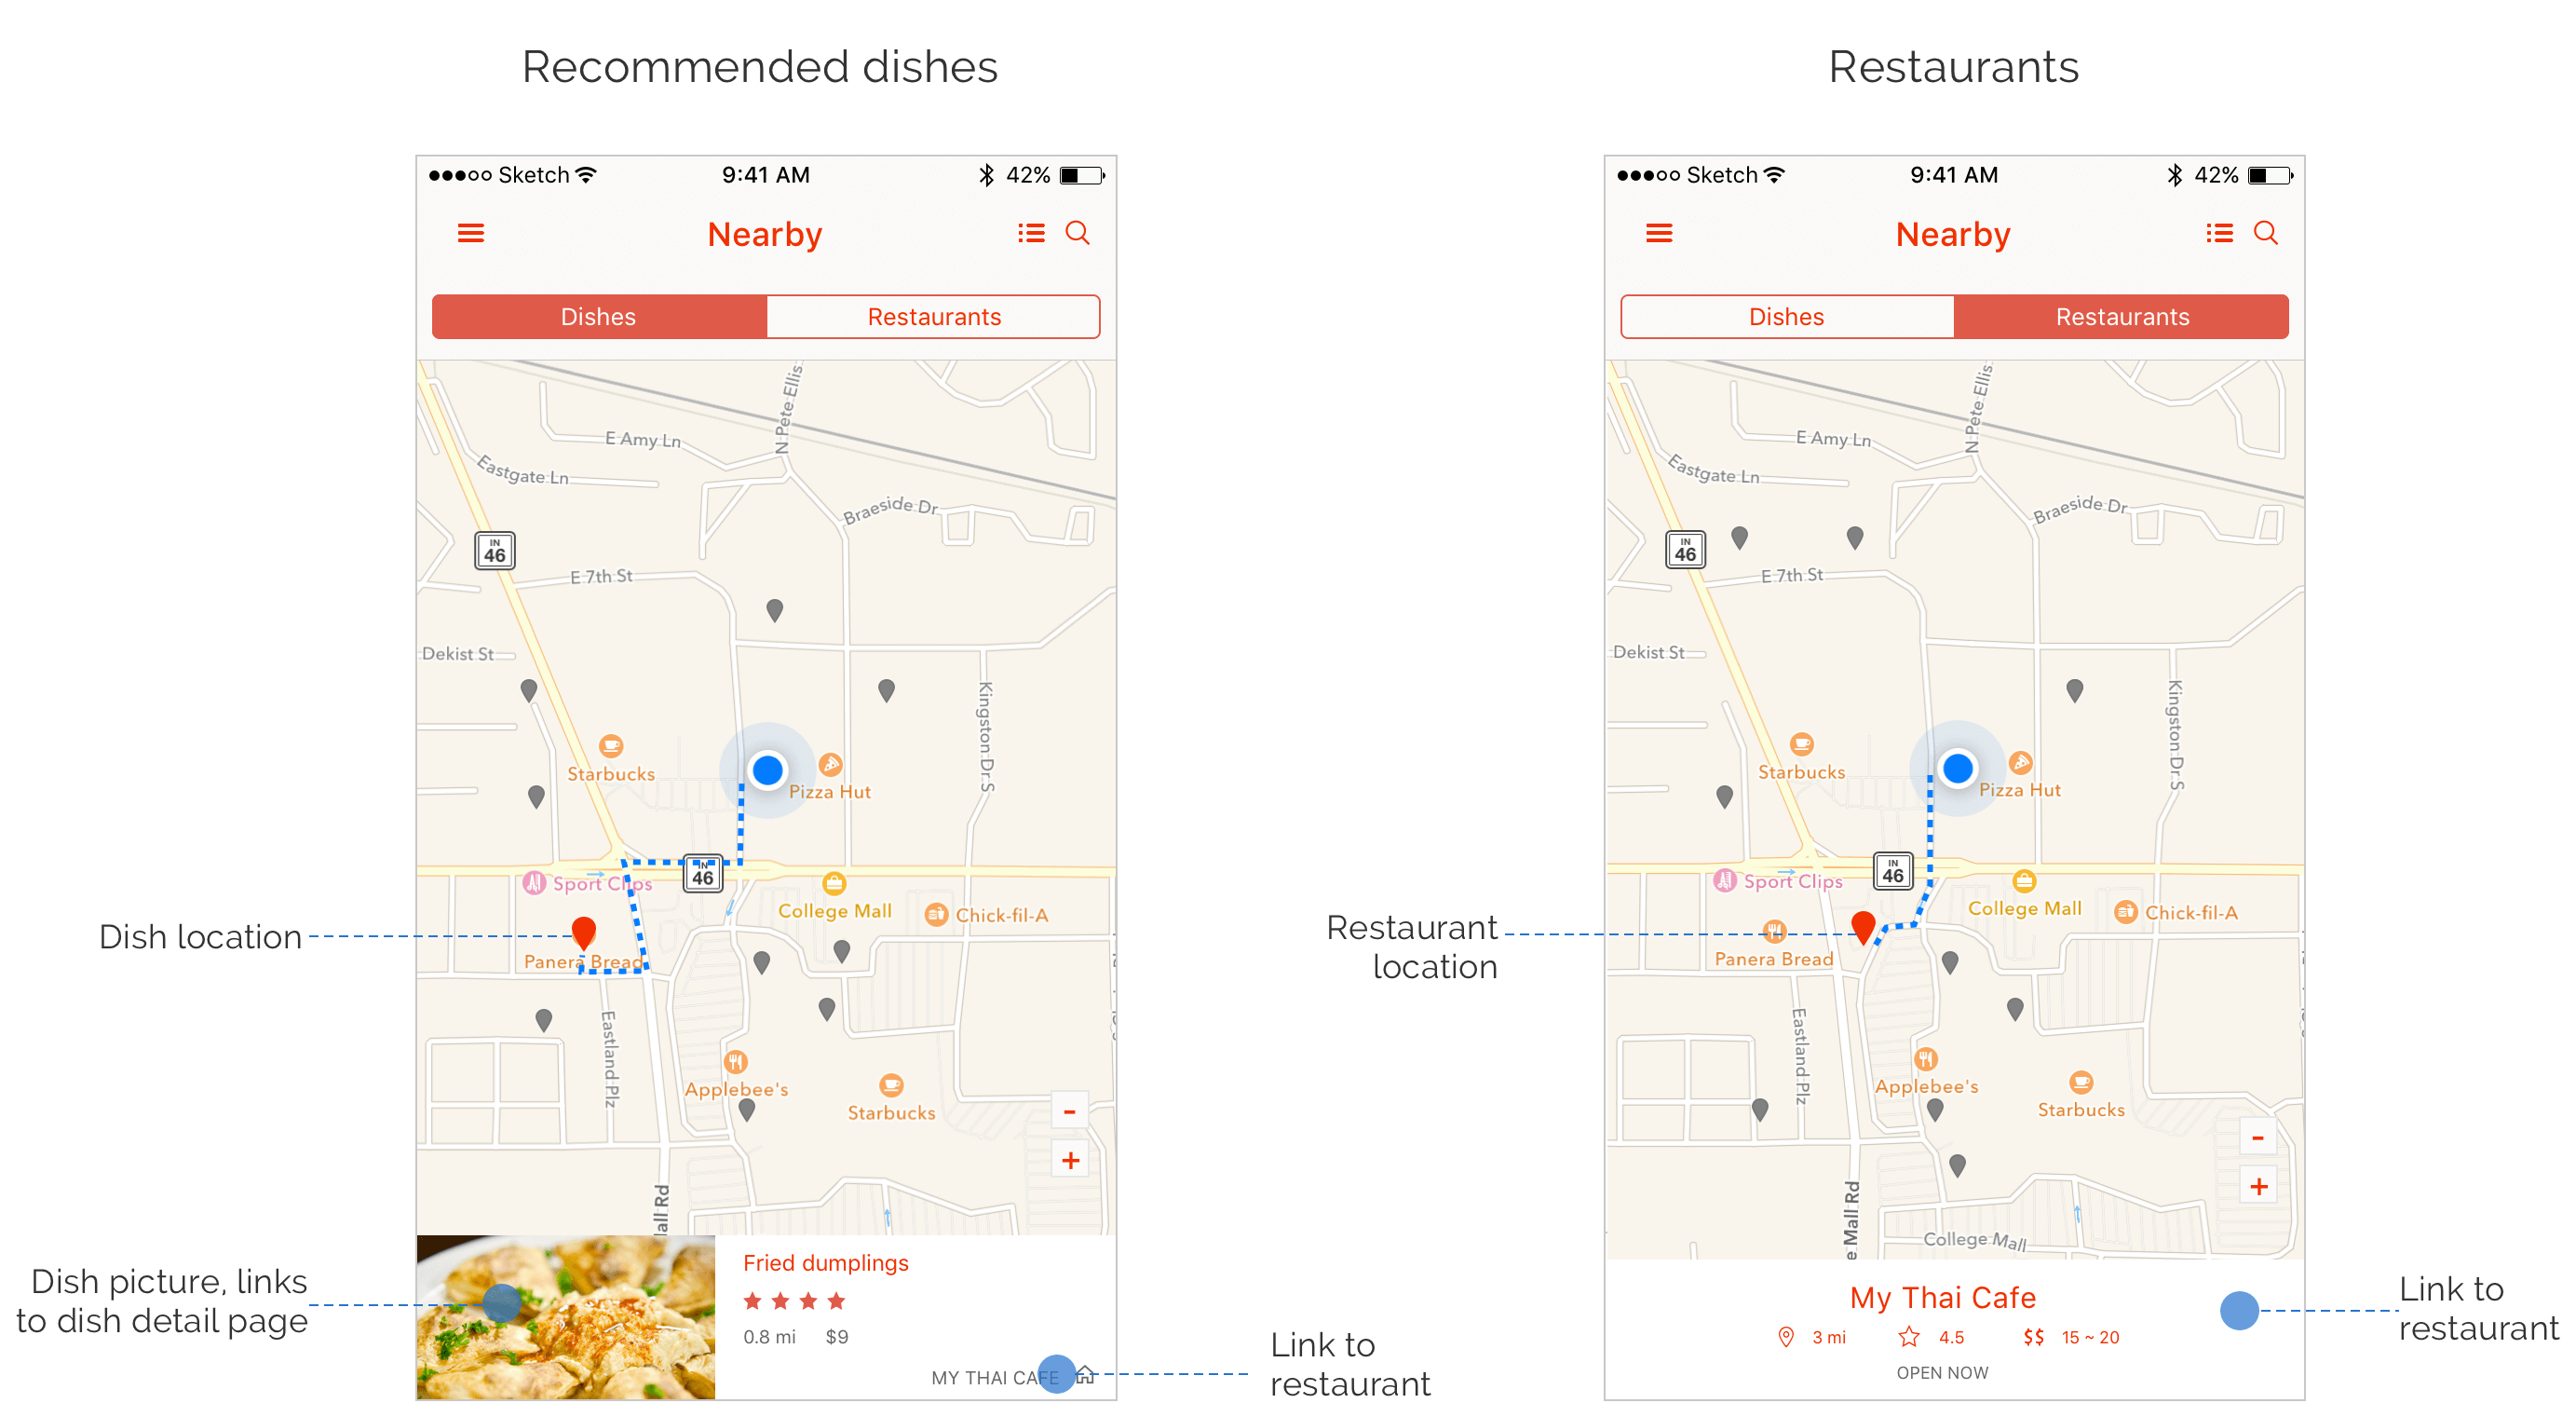 Recommended dishes
Restaurants
Sketch 9:41 AM 42%
Nearby
Dishes Restaurants
N Pete Ellis
E Amy Ln
Eastgate Ln
Braeside Dr
IN
46
E 7th St
Dekist St
Kingston Dr S
Starbucks
Pizza Hut
IN
46
Sport Clips
College Mall
Chick-fil-A
Panera Bread
Eastland Plz
Applebee's
Starbucks
-
+
all Rd
Fried dumplings
0.8 mi $9
MY THAI CAFE
Dish location
Dish picture, links
to dish detail page
Link to
restaurant
Sketch 9:41 AM 42%
Nearby
Dishes Restaurants
N Pete Ellis
E Amy Ln
Eastgate Ln
Braeside Dr
IN
46
E 7th St
Dekist St
Kingston Dr S
Starbucks
Pizza Hut
IN
46
Sport Clips
College Mall
Chick-fil-A
Panera Bread
Eastland Plz
Applebee's
Starbucks
-
+
e Mall Rd
College Mall
My Thai Cafe
3 mi 4.5 $$ 15 ~ 20
OPEN NOW
Restaurant
location
Link to
restaurant